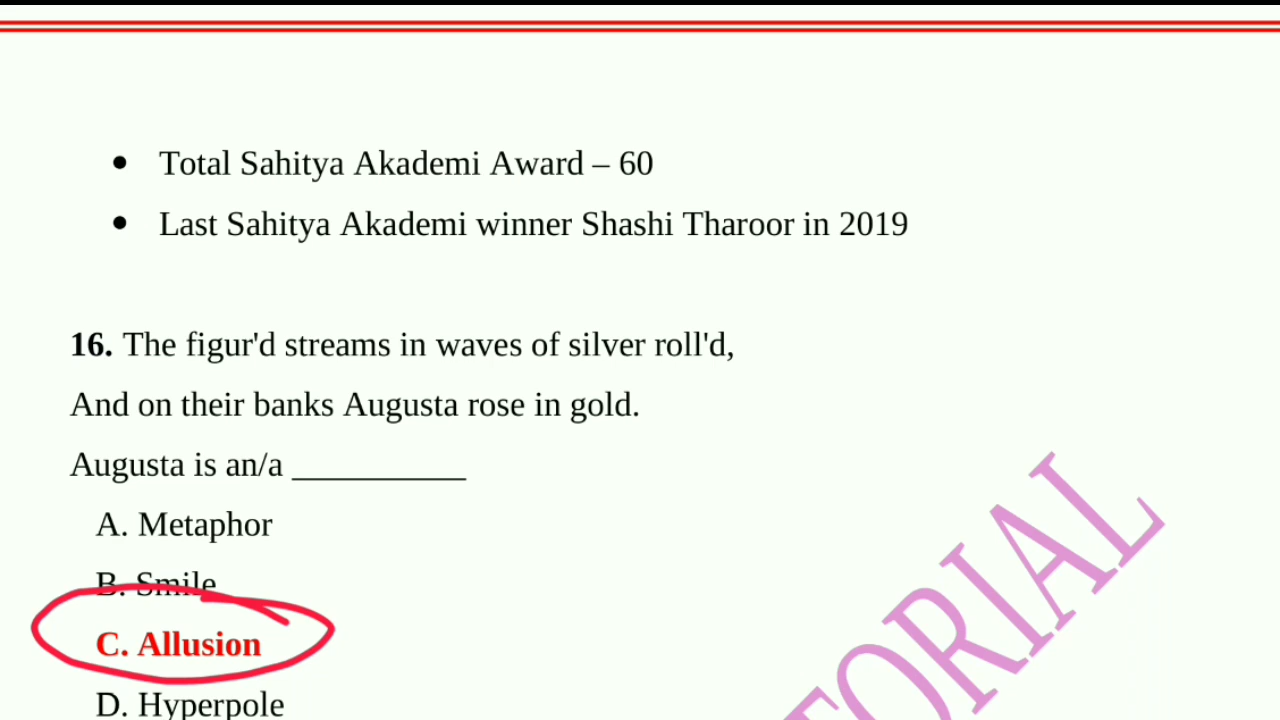 • Total Sahitya Akademi Award – 60
• Last Sahitya Akademi winner Shashi Tharoor in 2019
16. The figur'd streams in waves of silver roll'd,
And on their banks Augusta rose in gold.
Augusta is an/a __________
A. Metaphor
B. Smile
C. Allusion
D. Hyperpole
TORIAL